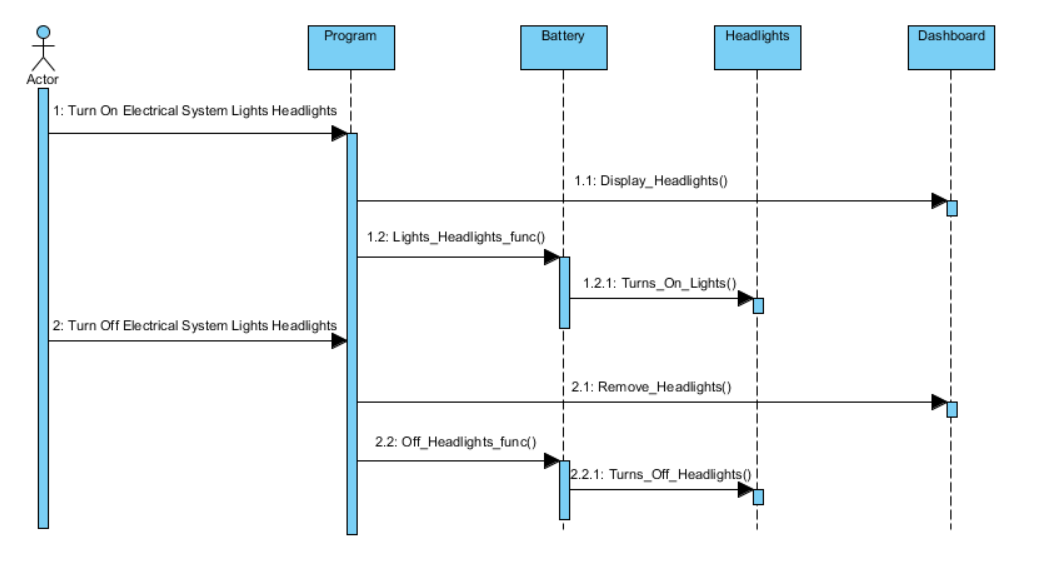 Program
Battery
Headlights
Dashboard
Actor
1: Turn On Electrical System Lights Headlights
1.1: Display_Headlights()
1.2: Lights_Headlights_func()
1.2.1: Turns_On_Lights()
2: Turn Off Electrical System Lights Headlights
2.1: Remove_Headlights()
2.2: Off_Headlights_func()
2.2.1: Turns_Off_Headlights()